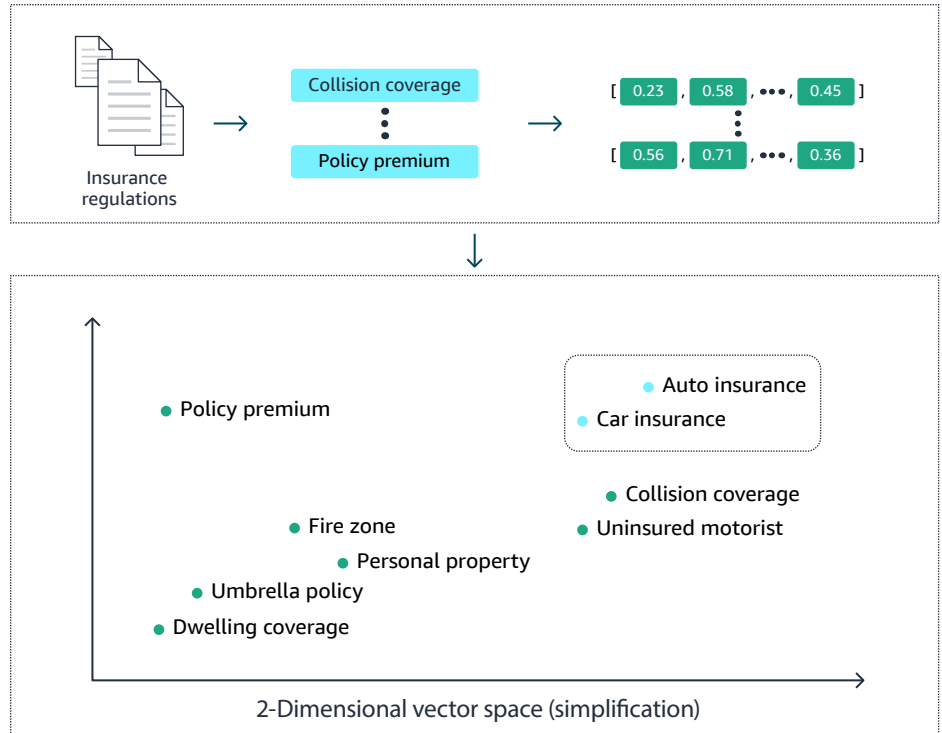 Insurance
regulations
Collision coverage
Policy premium
[ 0.23 , 0.58 , ••• , 0.45 ]
[ 0.56 , 0.71 , ••• , 0.36 ]
Auto insurance
Policy premium
Car insurance
Collision coverage
Fire zone
Uninsured motorist
Personal property
Umbrella policy
Dwelling coverage
2-Dimensional vector space (simplification)